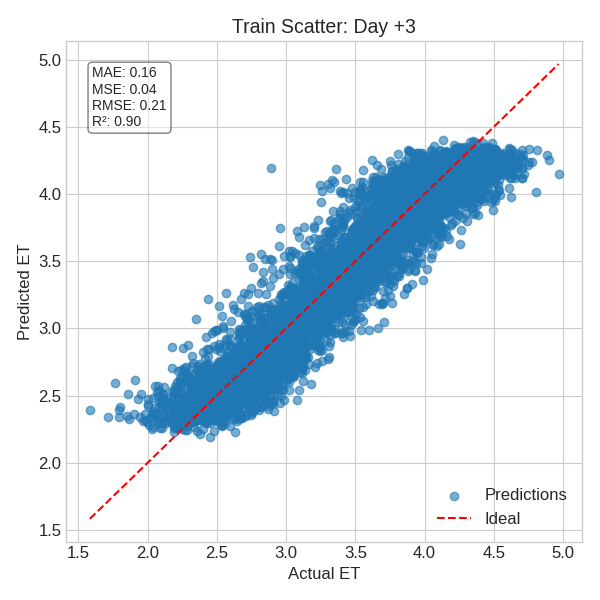 Train Scatter: Day +3
MAE: 0.16
MSE: 0.04
RMSE: 0.21
R²: 0.90
5.0
4.5
4.0
3.5
3.0
2.5
2.0
1.5
Predicted ET
Predictions
Ideal
1.5 2.0 2.5 3.0 3.5 4.0 4.5 5.0
Actual ET